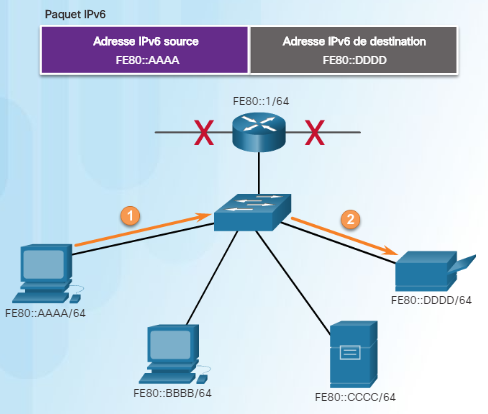 Paquet IPv6
Adresse IPv6 source
FE80::AAAA
Adresse IPv6 de destination
FE80::DDDD
FE80::1/64
X X
1
2
FE80::AAAA/64
FE80::DDDD/64
FE80::BBBB/64
FE80::CCCC/64